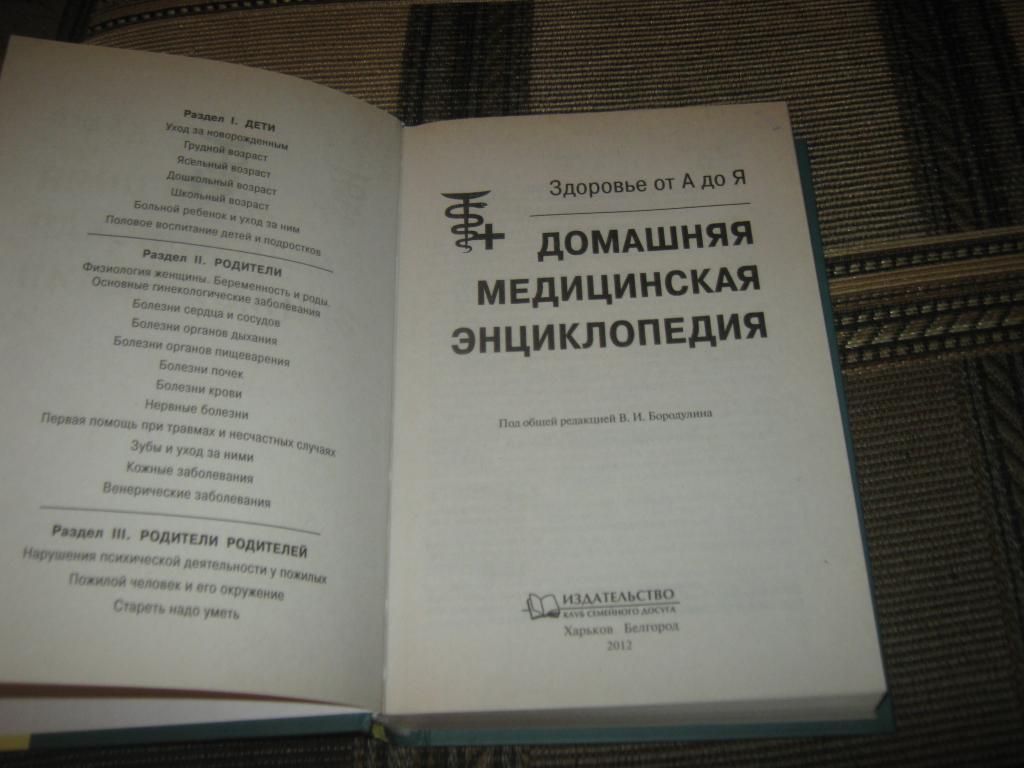 Раздел I. ДЕТИ
Уход за новорожденным
Грудной возраст
Ясельный возраст
Дошкольный возраст
Школьный возраст
Больной ребенок и уход за ним
Половое воспитание детей и подростков
Раздел II. РОДИТЕЛИ
Физиология женщины. Беременность и роды.
Основные гинекологические заболевания
Болезни сердца и сосудов
Болезни органов дыхания
Болезни органов пищеварения
Болезни почек
Болезни крови
Нервные болезни
Первая помощь при травмах и несчастных случаях
Зубы и уход за ними
Кожные заболевания
Венерические заболевания
Раздел III. РОДИТЕЛИ РОДИТЕЛЕЙ
Нарушения психической деятельности у пожилых
Пожилой человек и его окружение
Стареть надо уметь
Здоровье от А до Я
ДОМАШНЯЯ
МЕДИЦИНСКАЯ
ЭНЦИКЛОПЕДИЯ
Под общей редакцией В. И. Бородулина
ИЗДАТЕЛЬСТВО
КЛУБ СЕМЕЙНОГО ДОСУГА
Харьков Белгород
2012